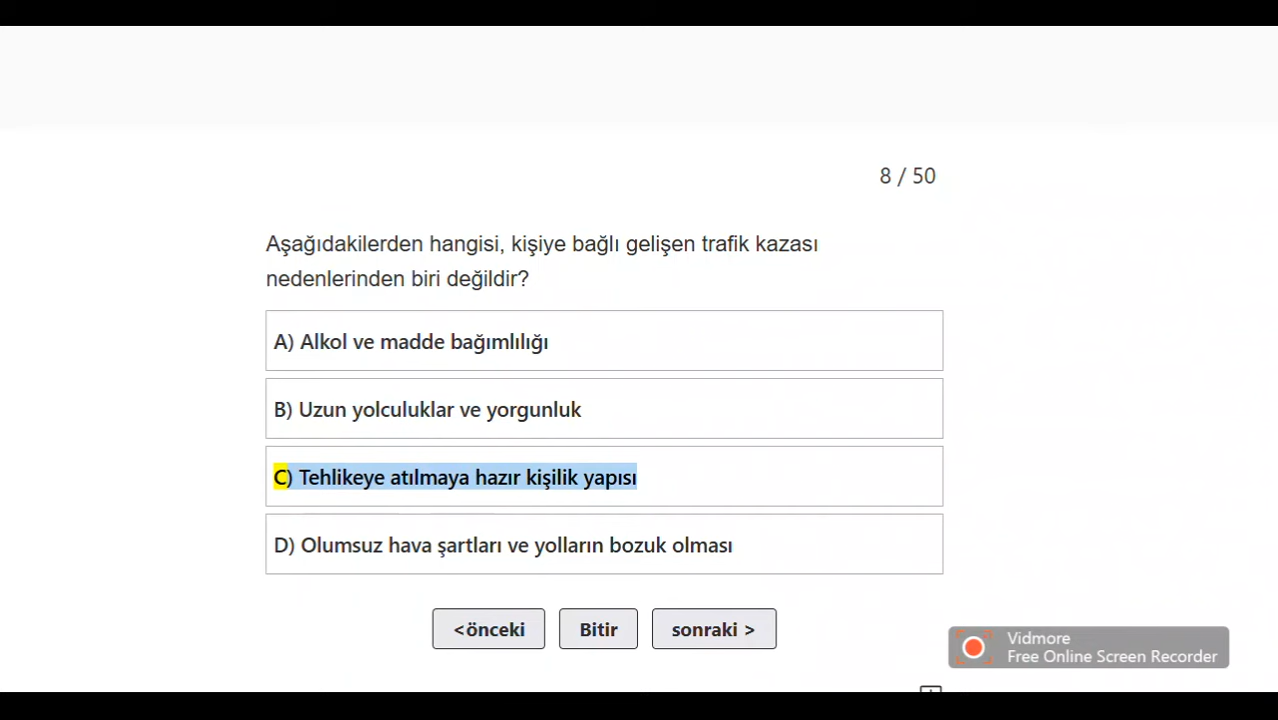 8 / 50
Aşağıdakilerden hangisi, kişiye bağlı gelişen trafik kazası
nedenlerinden biri değildir?
A) Alkol ve madde bağımlılığı
B) Uzun yolculuklar ve yorgunluk
C) Tehlikeye atılmaya hazır kişilik yapısı
D) Olumsuz hava şartları ve yolların bozuk olması
<önceki
Bitir
sonraki >
Vidmore
Free Online Screen Recorder